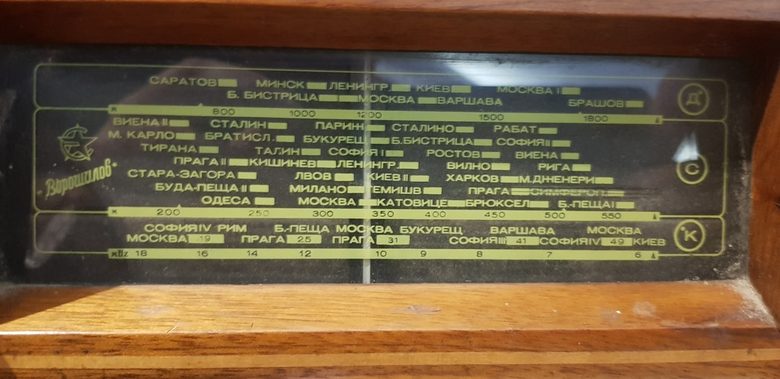 САРАТОВ МИНСК ЛЕНИНГР. КИЕВ МОСКВА I
Б. БИСТРИЦА МОСКВА ВАРШАВА БРАШОВ Д
м 800 1000 1200 1500 1800
ВИЕНА II СТАЛИН ПАРИЖ СТАЛИНО РАБАТ
М. КАРЛО БРАТИСЛ. БУКУРЕЩ Б.БИСТРИЦА СОФИЯ II
ТИРАНА ТАЛИН СОФИЯ I РОСТОВ ВИЕНА
ПРАГА II КИШИНЕВ ЛЕНИНГР. ВИЛНО РИГА С
"Ворошилов"
СТАРА-ЗАГОРА ЛВОВ КИЕВ II ХАРКОВ М.ДНЕНЕРИ
БУДА-ПЕЩА II МИЛАНО ТЕМИШВ ПРАГА СИМФЕРОП.
ОДЕСА МОСКВА КАТОВИЦЕ БРЮКСЕЛ Б.-ПЕЩА I
м 200 250 300 350 400 450 500 550
СОФИЯ IV РИМ Б.-ПЕЩА МОСКВА БУКУРЕЩ ВАРШАВА МОСКВА К
МОСКВА 19 ПРАГА 25 ПРАГА 31 СОФИЯ III 41 СОФИЯ IV 49 КИЕВ
мHz 18 16 14 12 10 9 8 7 6